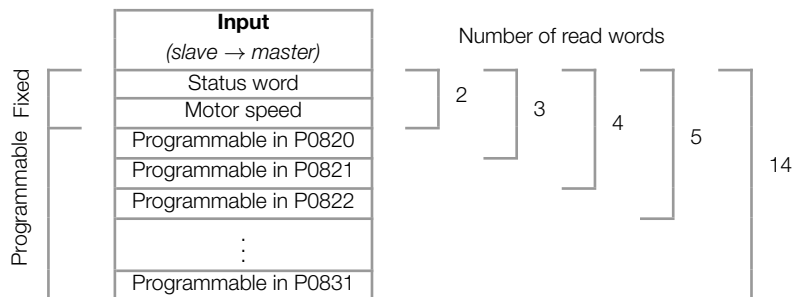 Input
(slave → master)
Number of read words
Fixed
Programmable
Status word
Motor speed
Programmable in P0820
Programmable in P0821
Programmable in P0822
⋮
Programmable in P0831
2
3
4
5
14